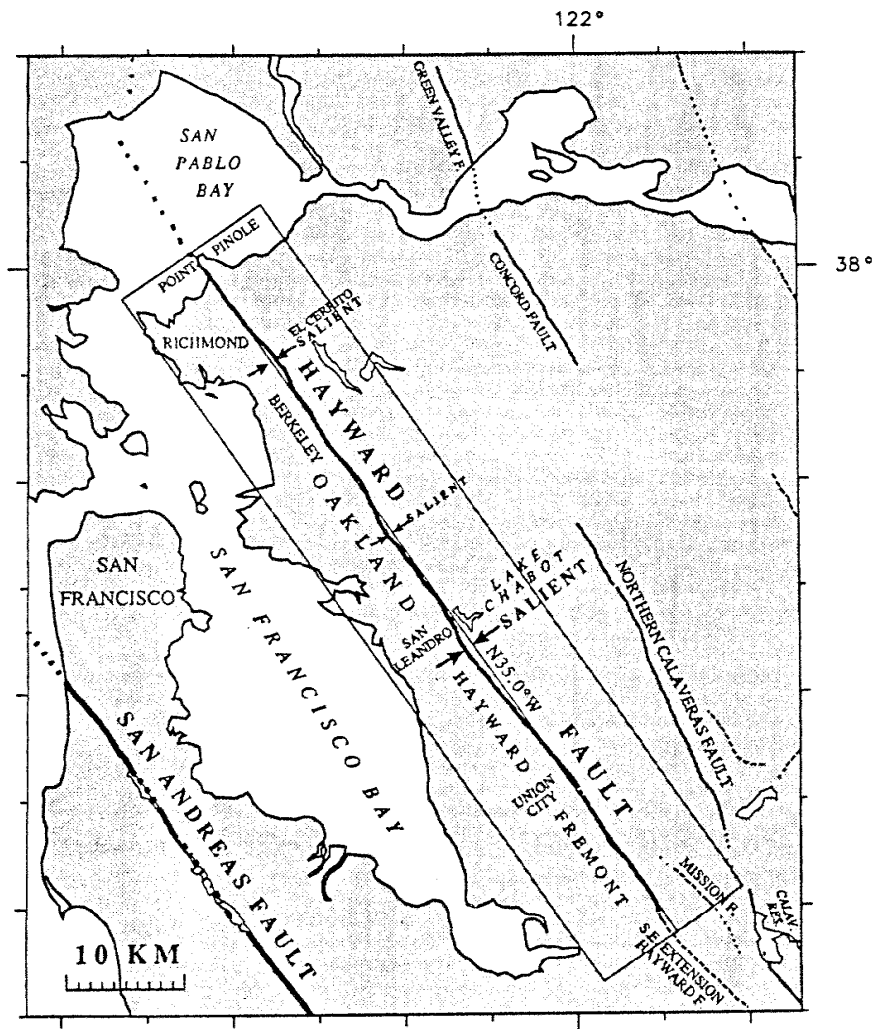 122°
GREEN VALLEY F.
SAN
PABLO
BAY
38°
POINT PINOLE
CONCORD FAULT
EL CERRITO
SALIENT
RICHMOND
HAYWARD
BERKELEY
OAKLAND
SALIENT
SAN
FRANCISCO
SAN FRANCISCO BAY
LAKE
CHABOT
SALIENT
SAN
LEANDRO
N35.0°W
NORTHERN CALAVERAS FAULT
HAYWARD
FAULT
UNION
CITY
FREMONT
SAN ANDREAS FAULT
MISSION F.
CALAV.
RES.
S.E. EXTENSION
HAYWARD F.
10 KM